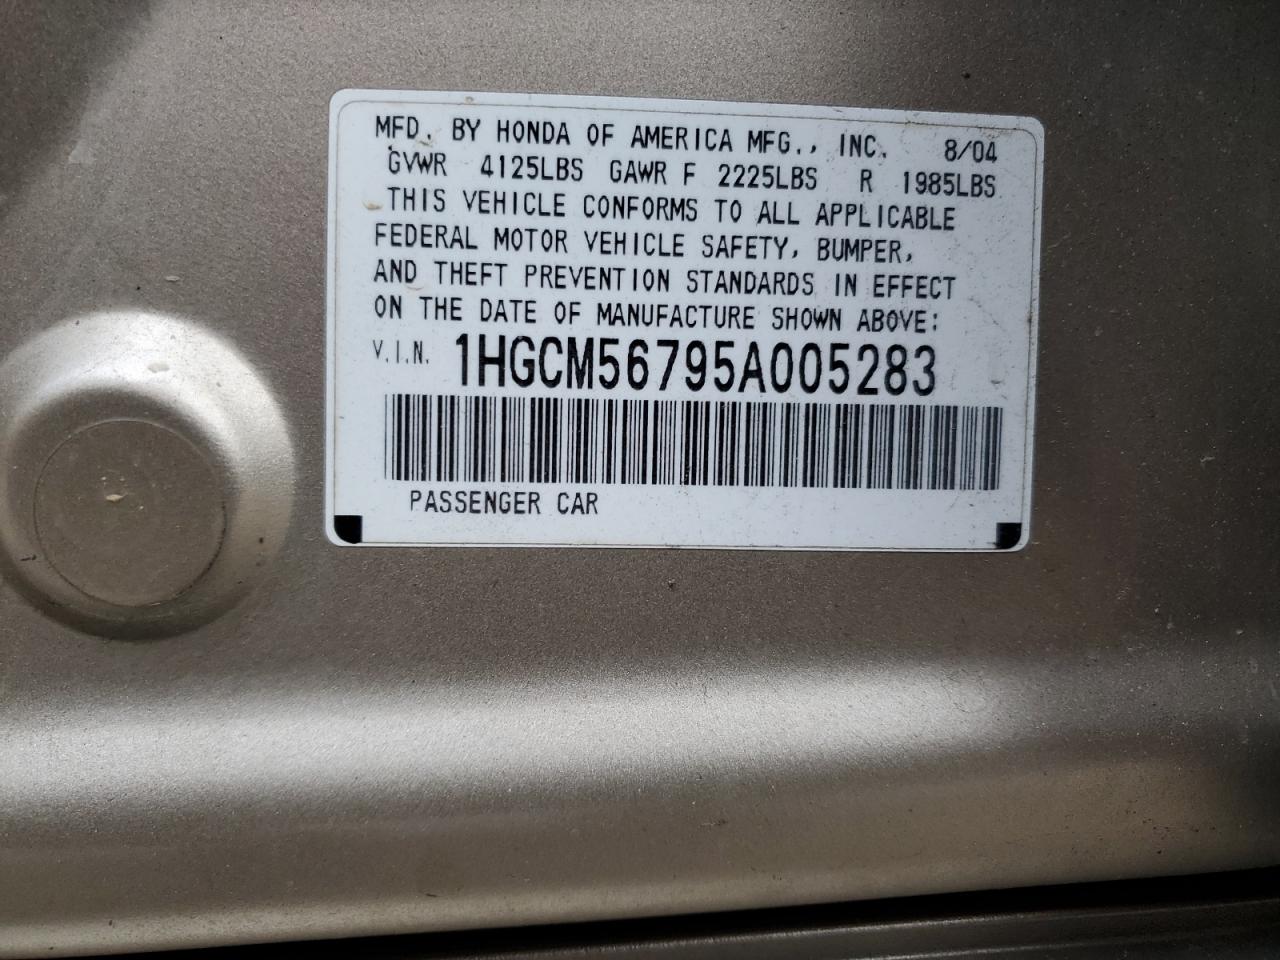 MFD. BY HONDA OF AMERICA MFG., INC. 8/04
GVWR 4125LBS GAWR F 2225LBS R 1985LBS
THIS VEHICLE CONFORMS TO ALL APPLICABLE
FEDERAL MOTOR VEHICLE SAFETY, BUMPER,
AND THEFT PREVENTION STANDARDS IN EFFECT
ON THE DATE OF MANUFACTURE SHOWN ABOVE:
V.I.N. 1HGCM56795A005283
PASSENGER CAR